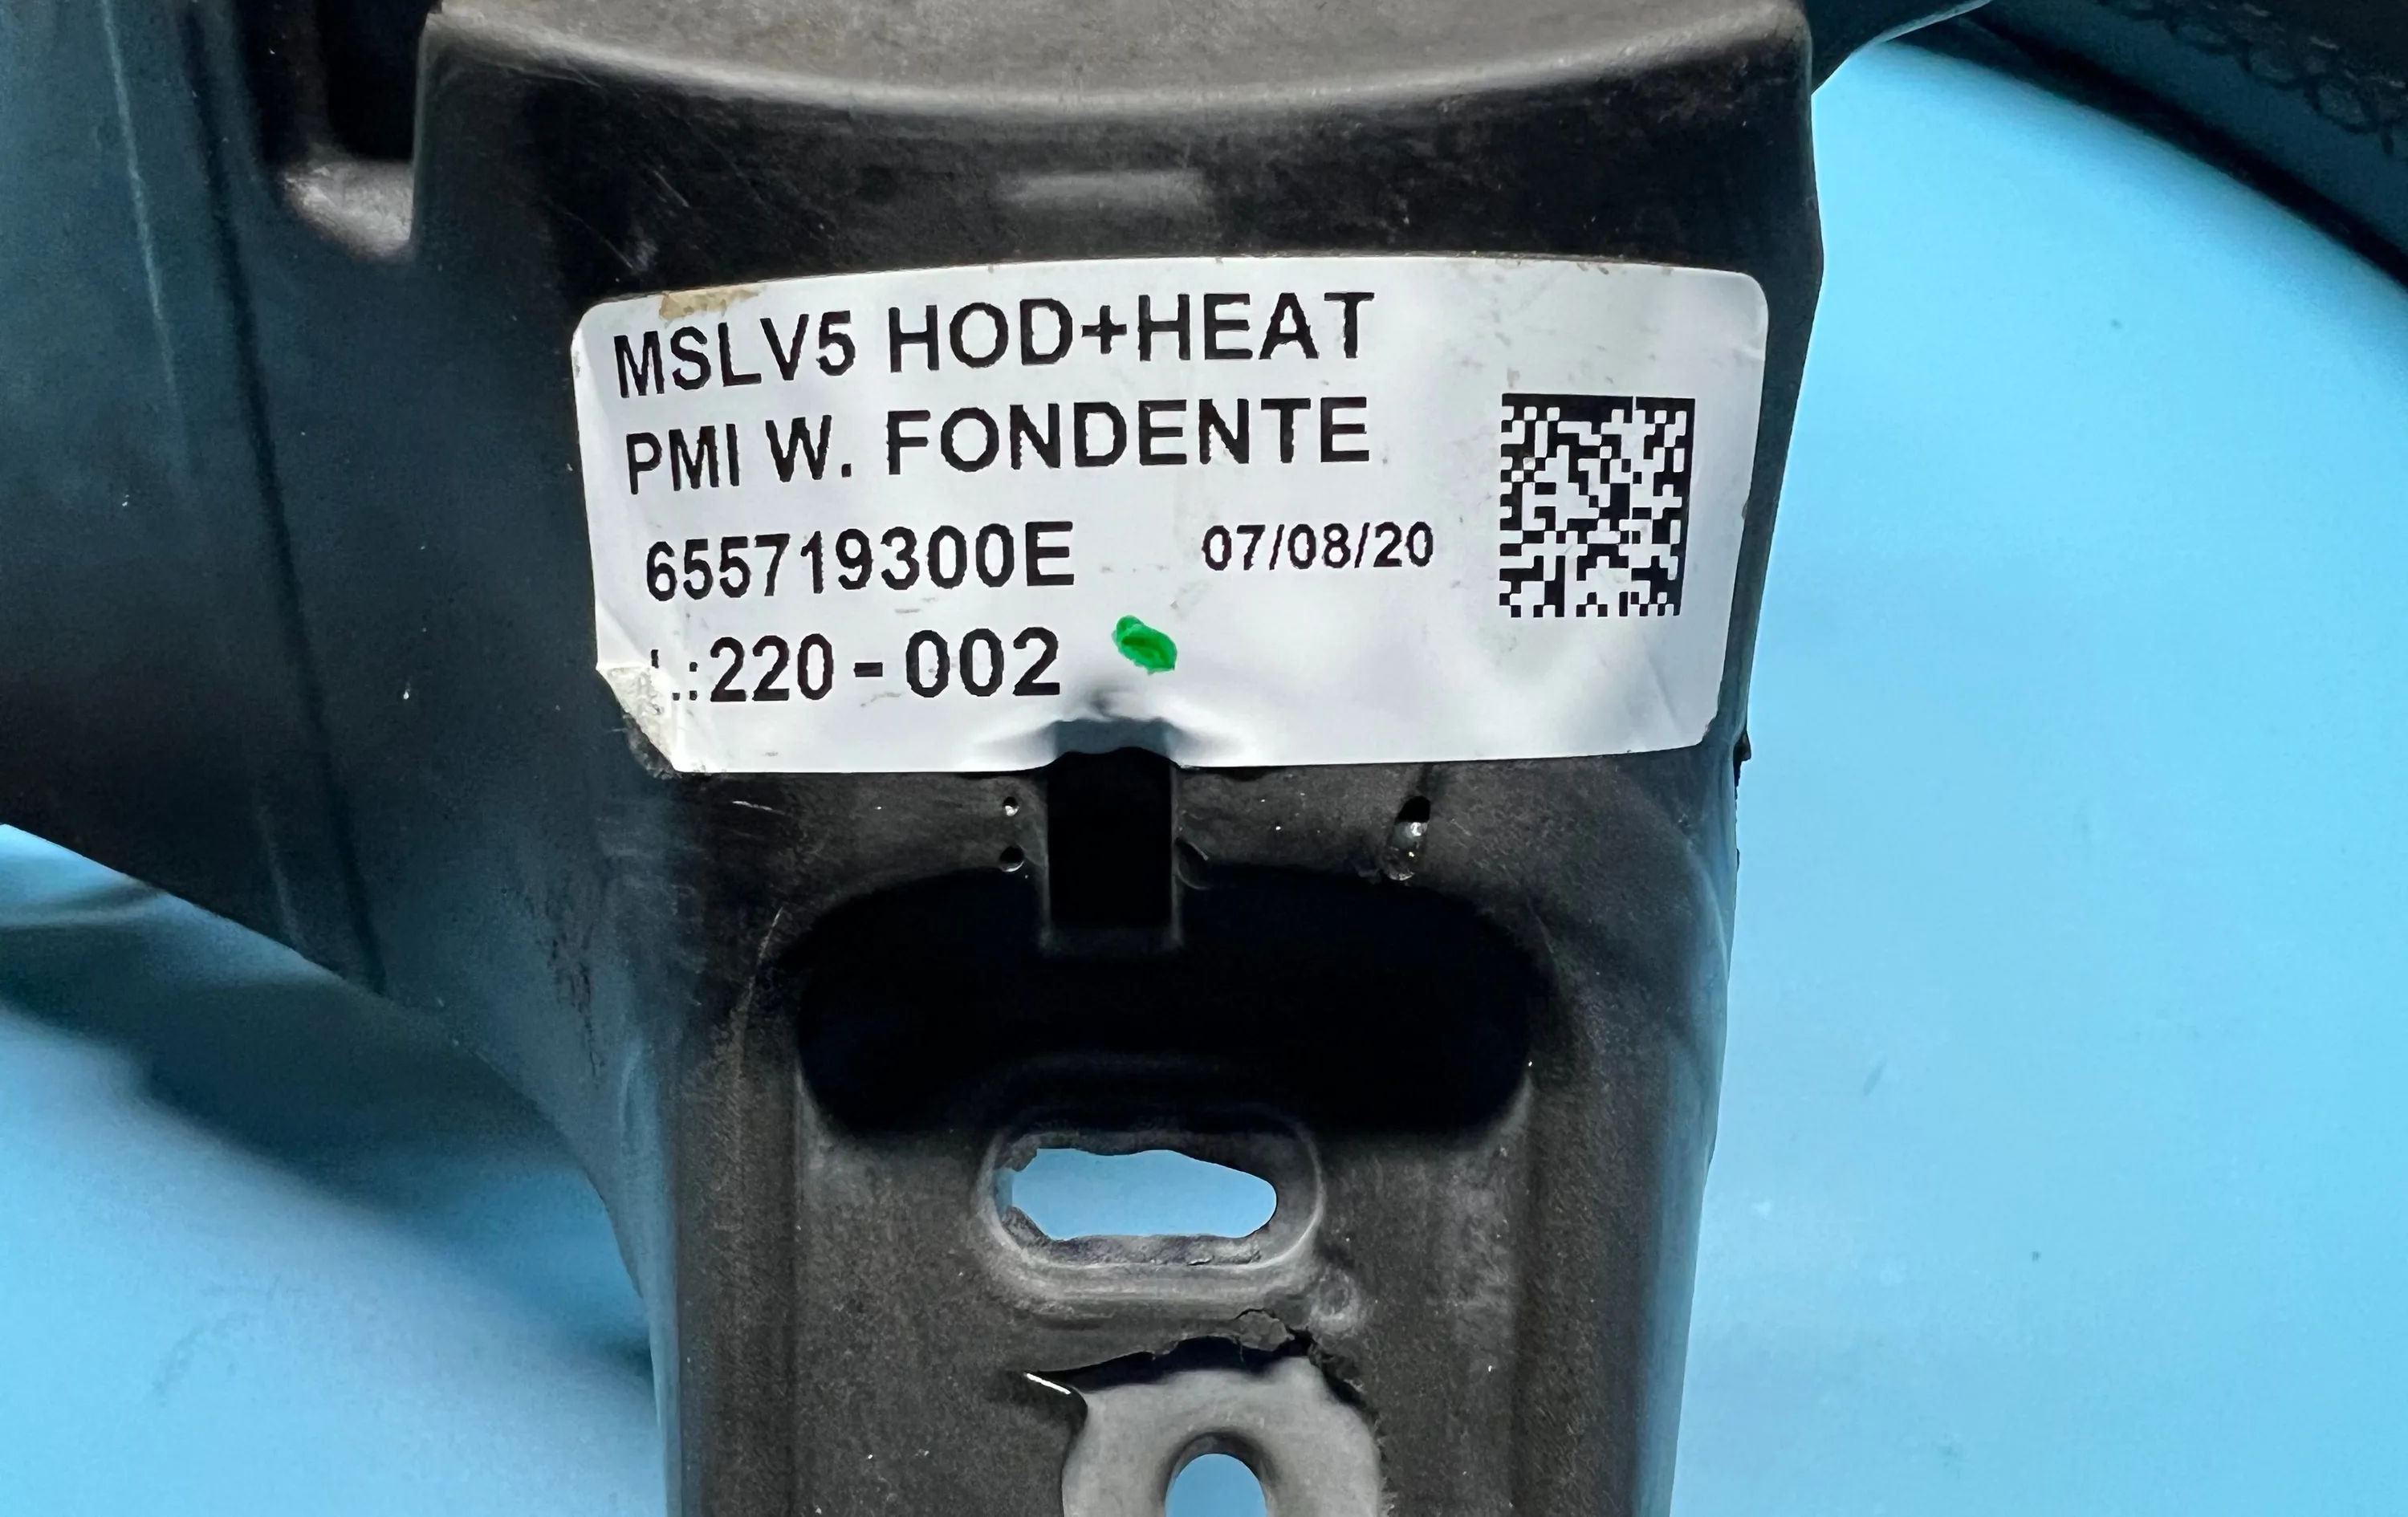 MSLV5 HOD+HEAT
PMI W. FONDENTE
655719300E 07/08/20
L:220-002